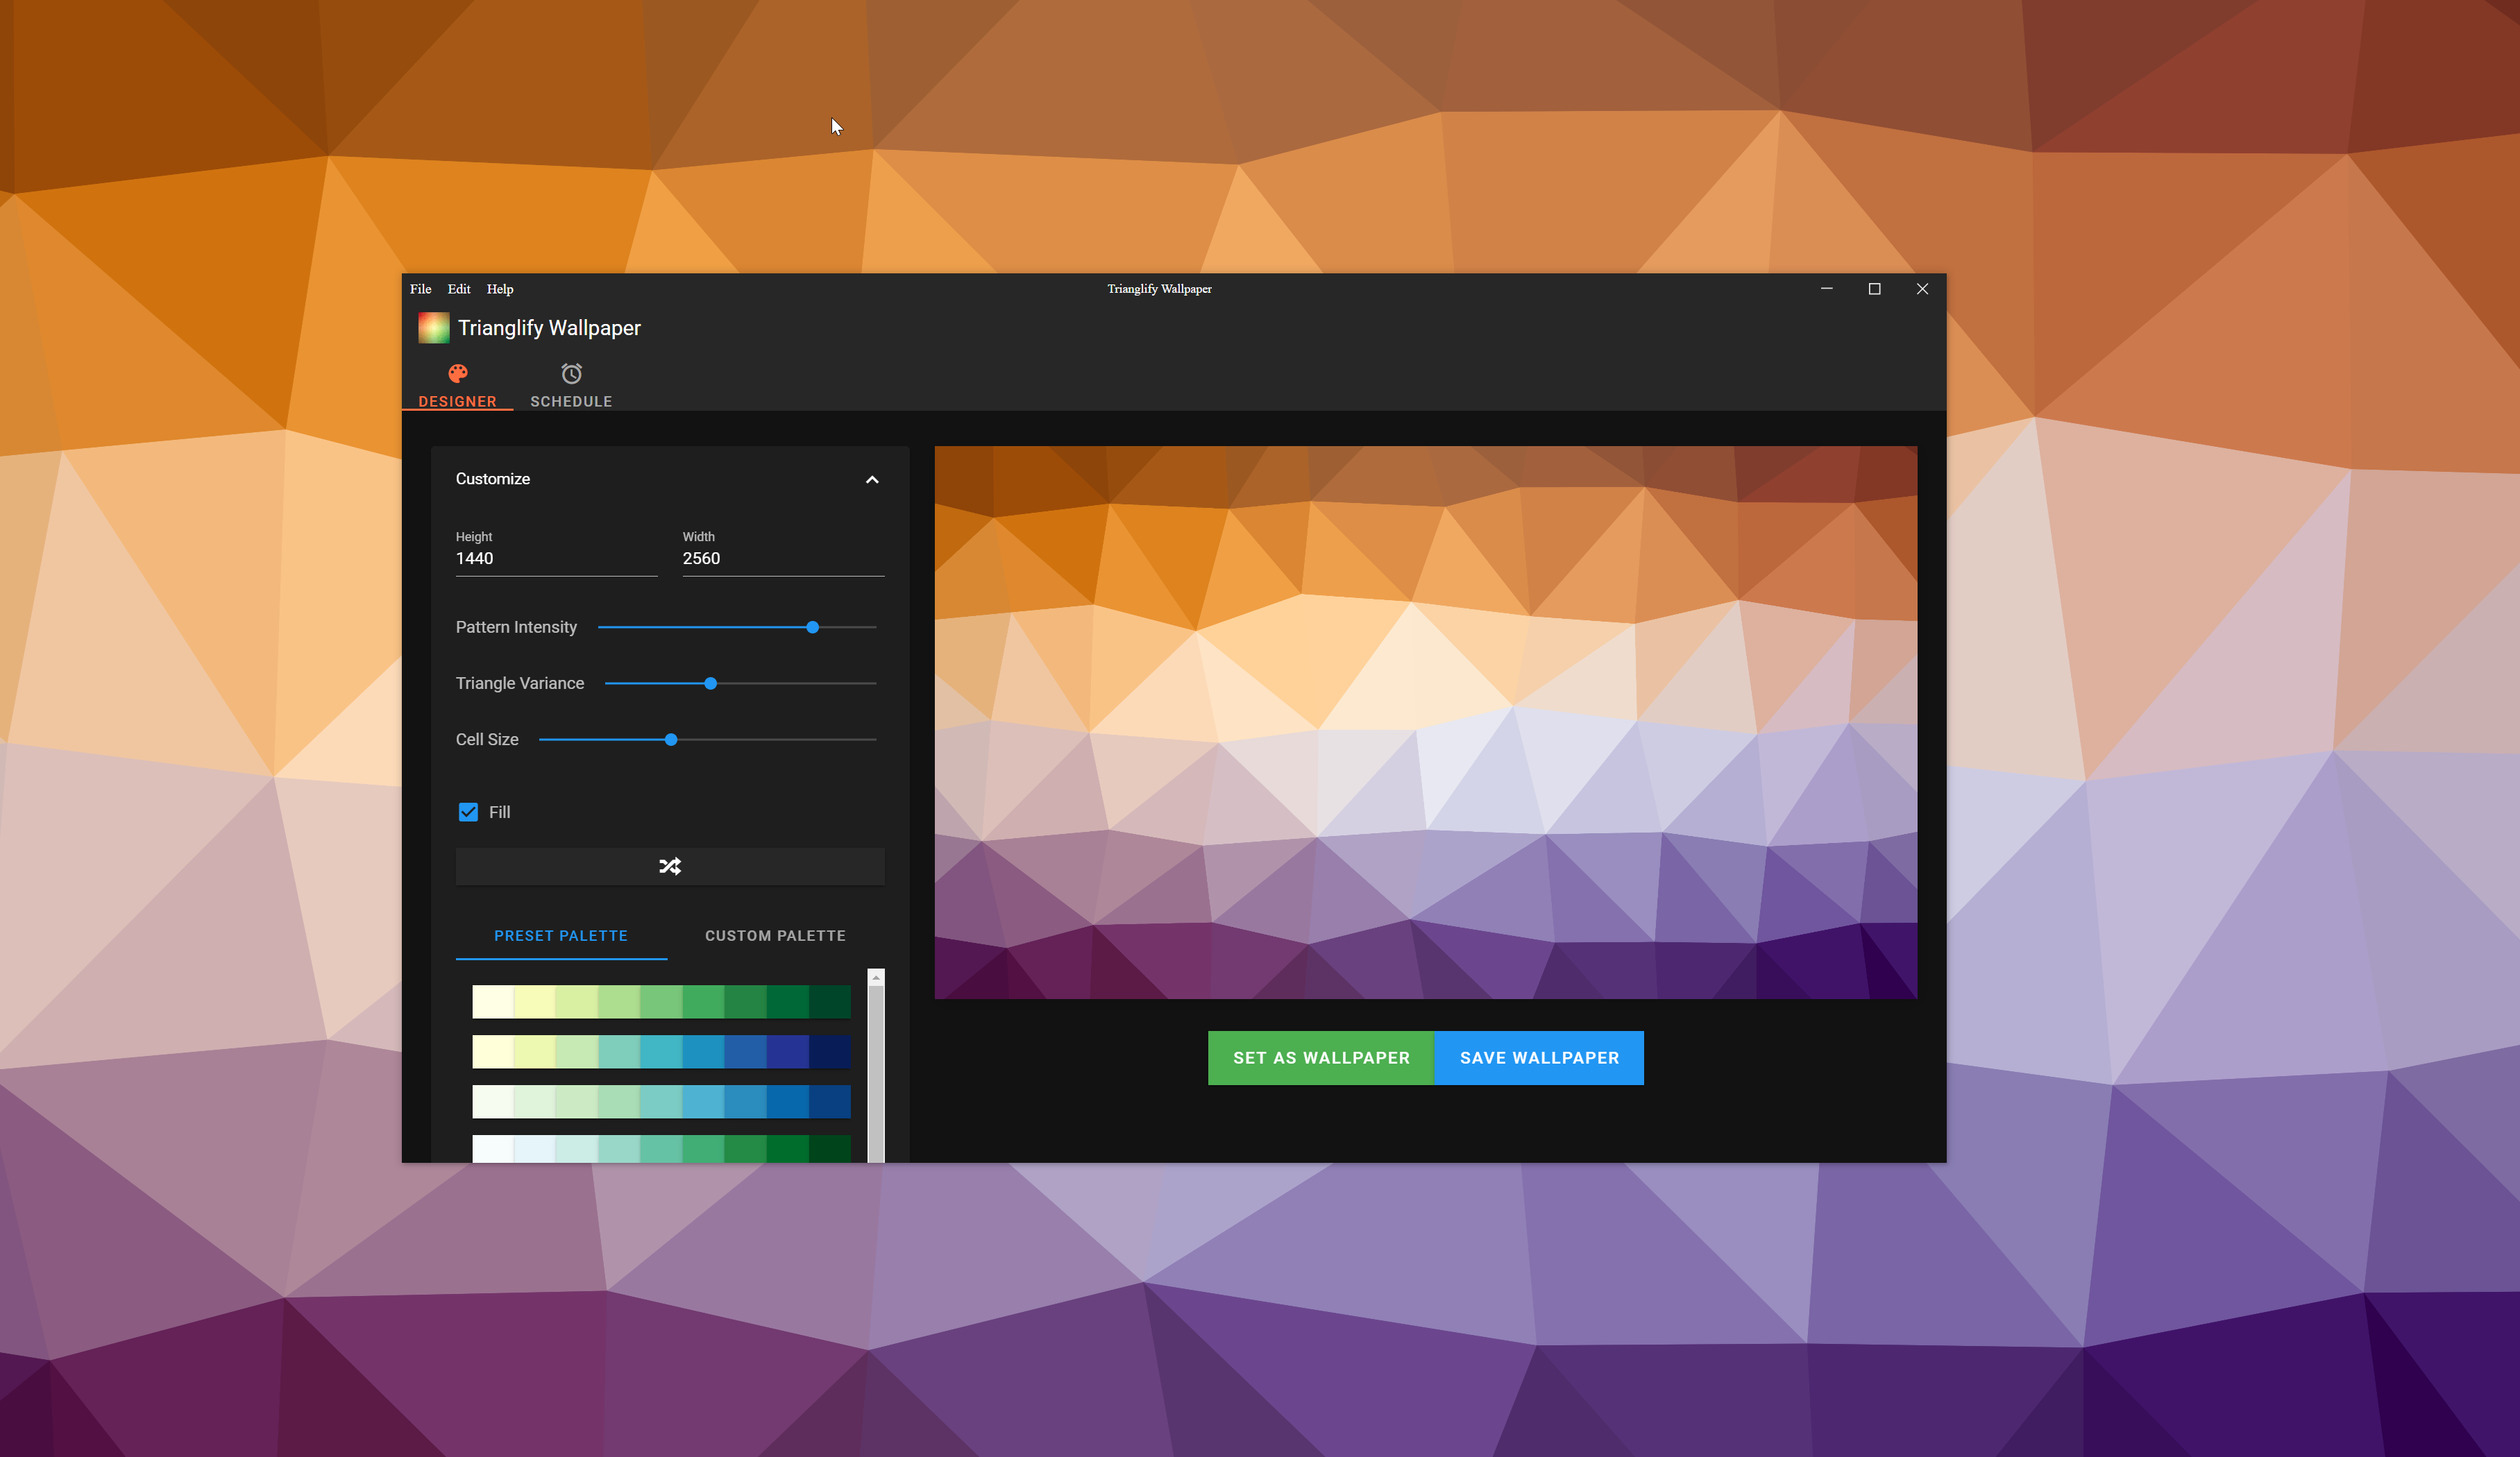 File Edit Help
Trianglify Wallpaper
Trianglify Wallpaper
DESIGNER SCHEDULE
Customize
Height Width
1440 2560
Pattern Intensity
Triangle Variance
Cell Size
Fill
PRESET PALETTE CUSTOM PALETTE
SET AS WALLPAPER SAVE WALLPAPER